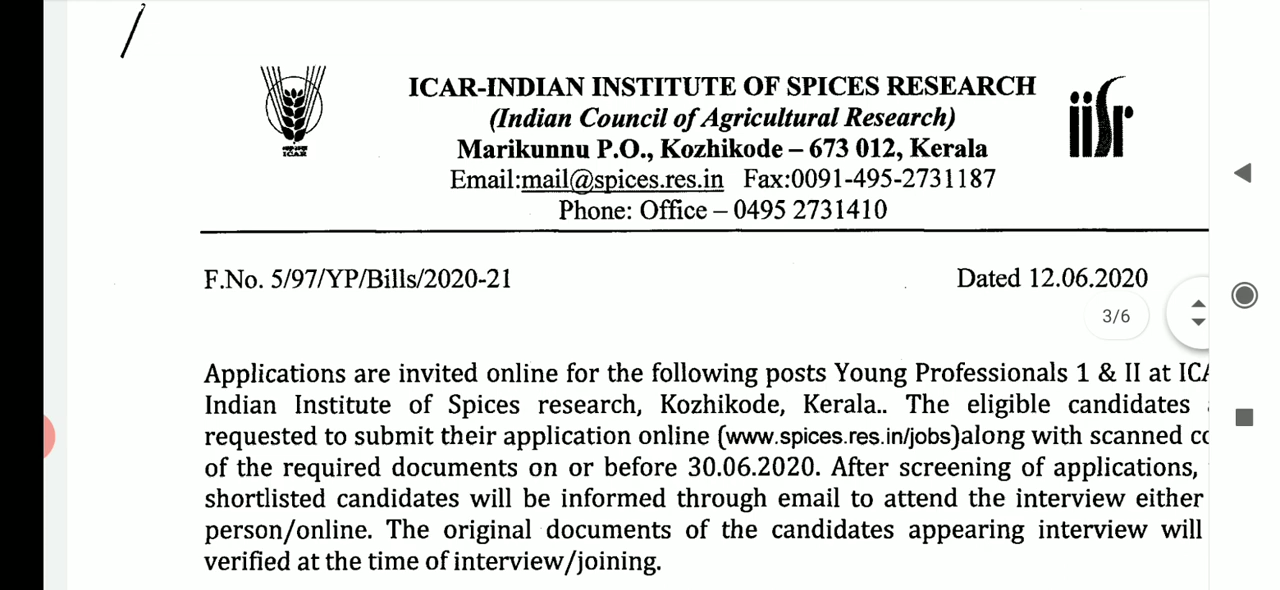 ICAR-INDIAN INSTITUTE OF SPICES RESEARCH
(Indian Council of Agricultural Research)
Marikunnu P.O., Kozhikode – 673 012, Kerala
Email:mail@spices.res.in Fax:0091-495-2731187
Phone: Office – 0495 2731410
ICAR
iisr
F.No. 5/97/YP/Bills/2020-21 Dated 12.06.2020
3/6
Applications are invited online for the following posts Young Professionals 1 & II at
Indian Institute of Spices research, Kozhikode, Kerala.. The eligible candidates
requested to submit their application online (www.spices.res.in/jobs)along with scanned
of the required documents on or before 30.06.2020. After screening of applications,
shortlisted candidates will be informed through email to attend the interview either
person/online. The original documents of the candidates appearing interview will
verified at the time of interview/joining.